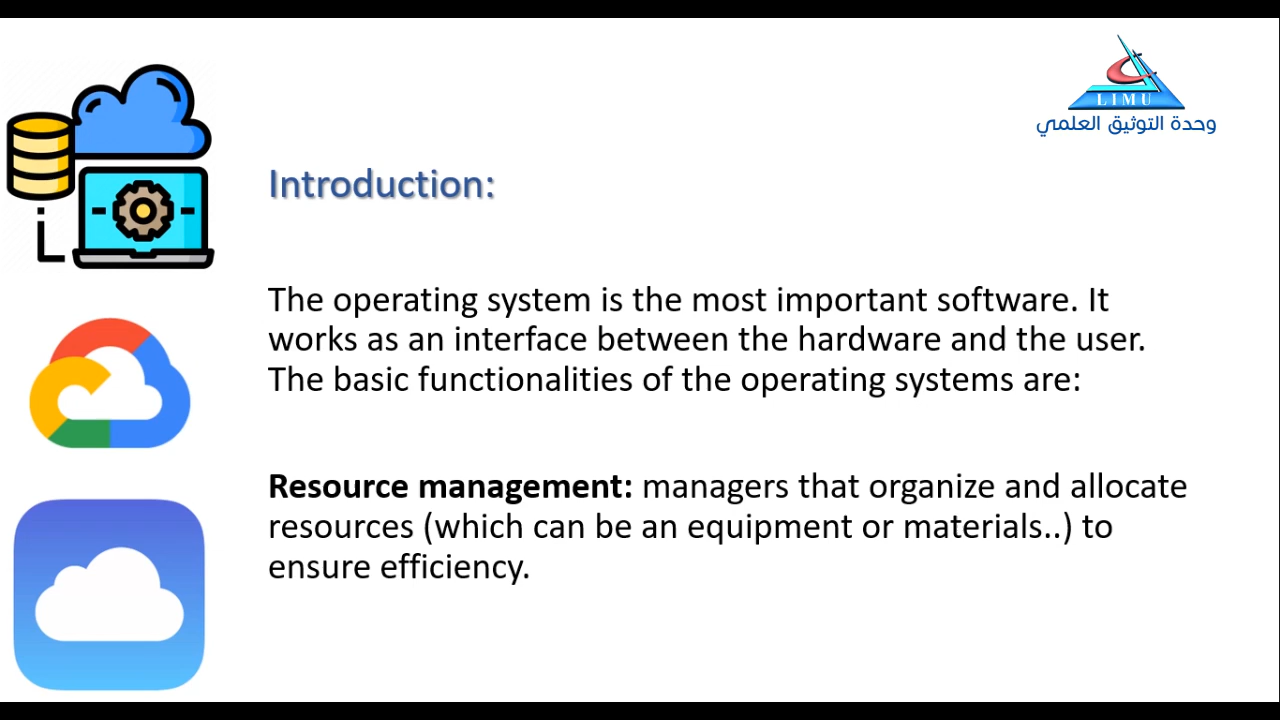 LIMU
وحدة التوثيق العلمي
Introduction:
The operating system is the most important software. It
works as an interface between the hardware and the user.
The basic functionalities of the operating systems are:
Resource management: managers that organize and allocate
resources (which can be an equipment or materials..) to
ensure efficiency.